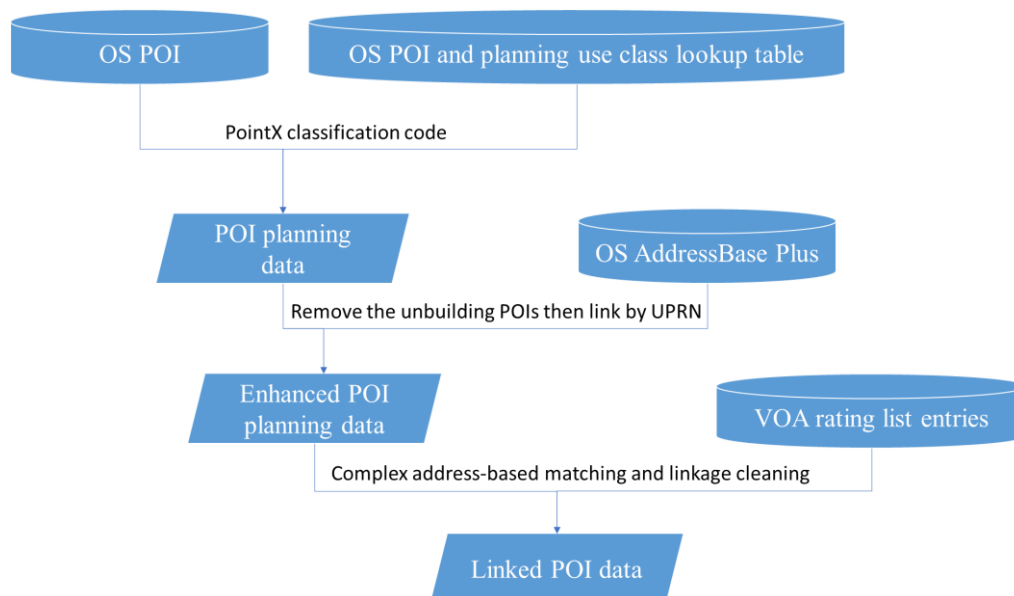 OS POI
OS POI and planning use class lookup table
PointX classification code
POI planning
data
OS AddressBase Plus
Remove the unbuilding POIs then link by UPRN
Enhanced POI
planning data
VOA rating list entries
Complex address-based matching and linkage cleaning
Linked POI data